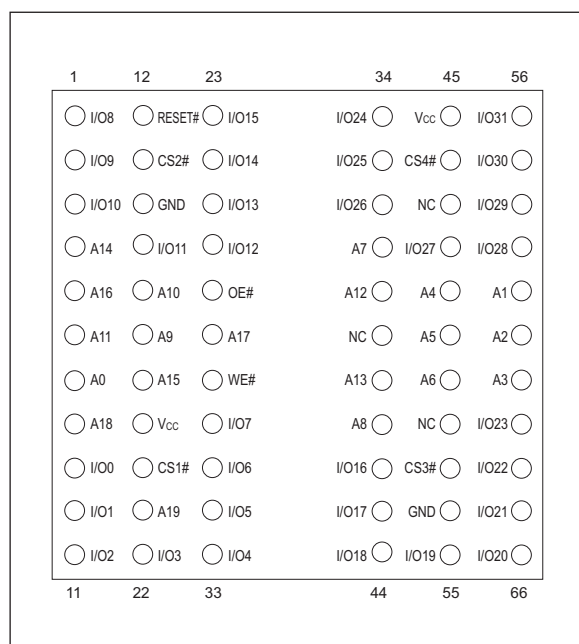 1 12 23 34 45 56
I/O8 RESET# I/O15 I/O24 Vcc I/O31
I/O9 CS2# I/O14 I/O25 CS4# I/O30
I/O10 GND I/O13 I/O26 NC I/O29
A14 I/O11 I/O12 A7 I/O27 I/O28
A16 A10 OE# A12 A4 A1
A11 A9 A17 NC A5 A2
A0 A15 WE# A13 A6 A3
A18 Vcc I/O7 A8 NC I/O23
I/O0 CS1# I/O6 I/O16 CS3# I/O22
I/O1 A19 I/O5 I/O17 GND I/O21
I/O2 I/O3 I/O4 I/O18 I/O19 I/O20
11 22 33 44 55 66